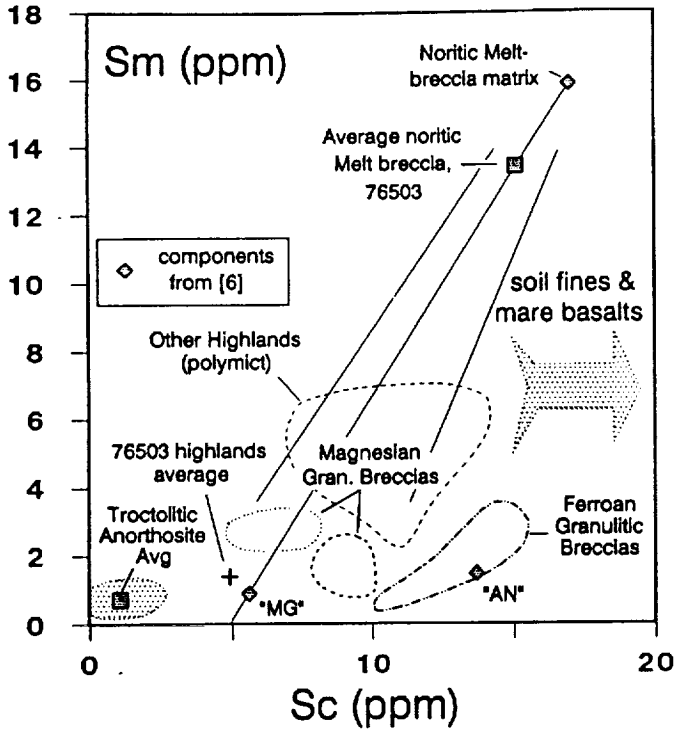 Sm (ppm)
18
16
14
12
10
8
6
4
2
0
Noritic Melt-
breccia matrix
Average noritic
Melt breccia,
76503
components
from [6]
soil fines &
mare basalts
Other Highlands
(polymict)
76503 highlands
average
Magnesian
Gran. Breccias
Troctolitic
Anorthosite
Avg
Ferroan
Granulitic
Breccias
"MG"
"AN"
0
10
20
Sc (ppm)